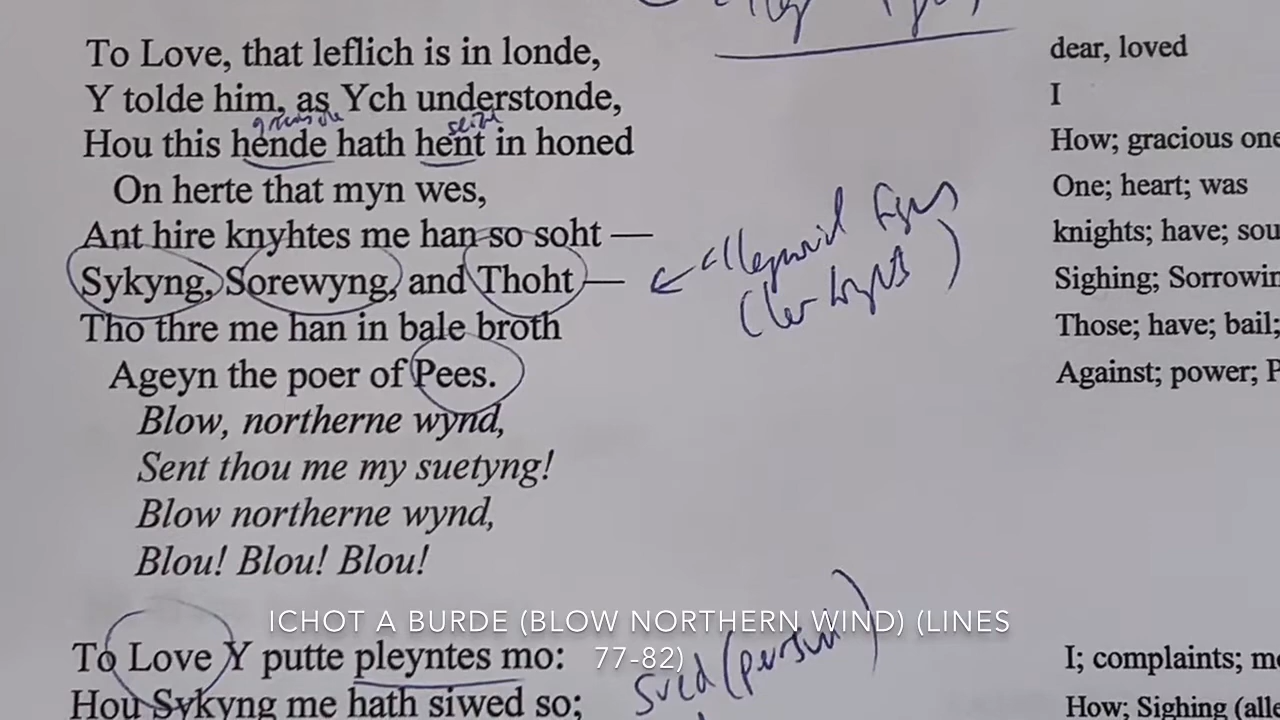 To Love, that leflich is in londe,
dear, loved
Y tolde him, as Ych understonde,
I
seize
Hou this hende hath hent in honed
How; gracious one
On herte that myn wes,
One; heart; was
Ant hire knyhtes me han so soht —
knights; have; sou
Sykyng, Sorewyng, and Thoht —
Sighing; Sorrowin
Tho thre me han in bale broth
Those; have; bail;
Ageyn the poer of Pees.
Against; power; P
Blow, northerne wynd,
Sent thou me my suetyng!
Blow northerne wynd,
Blou! Blou! Blou!
ICHOT A BURDE (BLOW NORTHERN WIND) (LINES
77-82)
To Love Y putte pleyntes mo:
I; complaints; m
Hou Sykyng me hath siwed so;
How; Sighing (alle